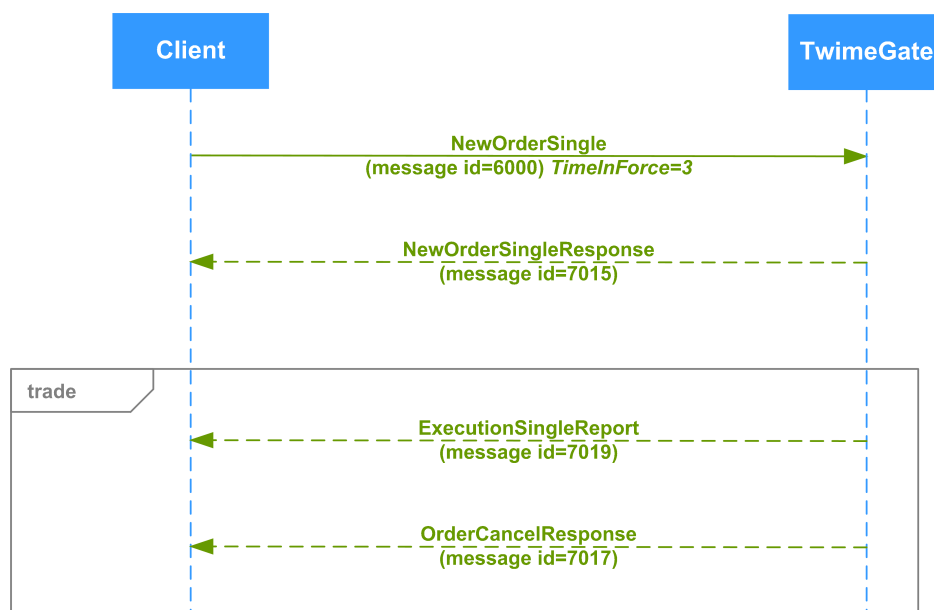 Client
TwimeGate
NewOrderSingle
(message id=6000) TimeInForce=3
NewOrderSingleResponse
(message id=7015)
trade
ExecutionSingleReport
(message id=7019)
OrderCancelResponse
(message id=7017)